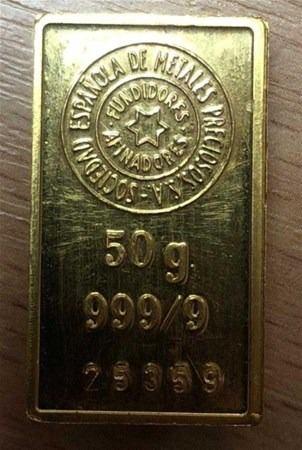 SOCIEDAD ESPAÑOLA DE METALES PRECIOSOS S.A.
FUNDIDORES
AFINADORES
50 g
999/9
25359